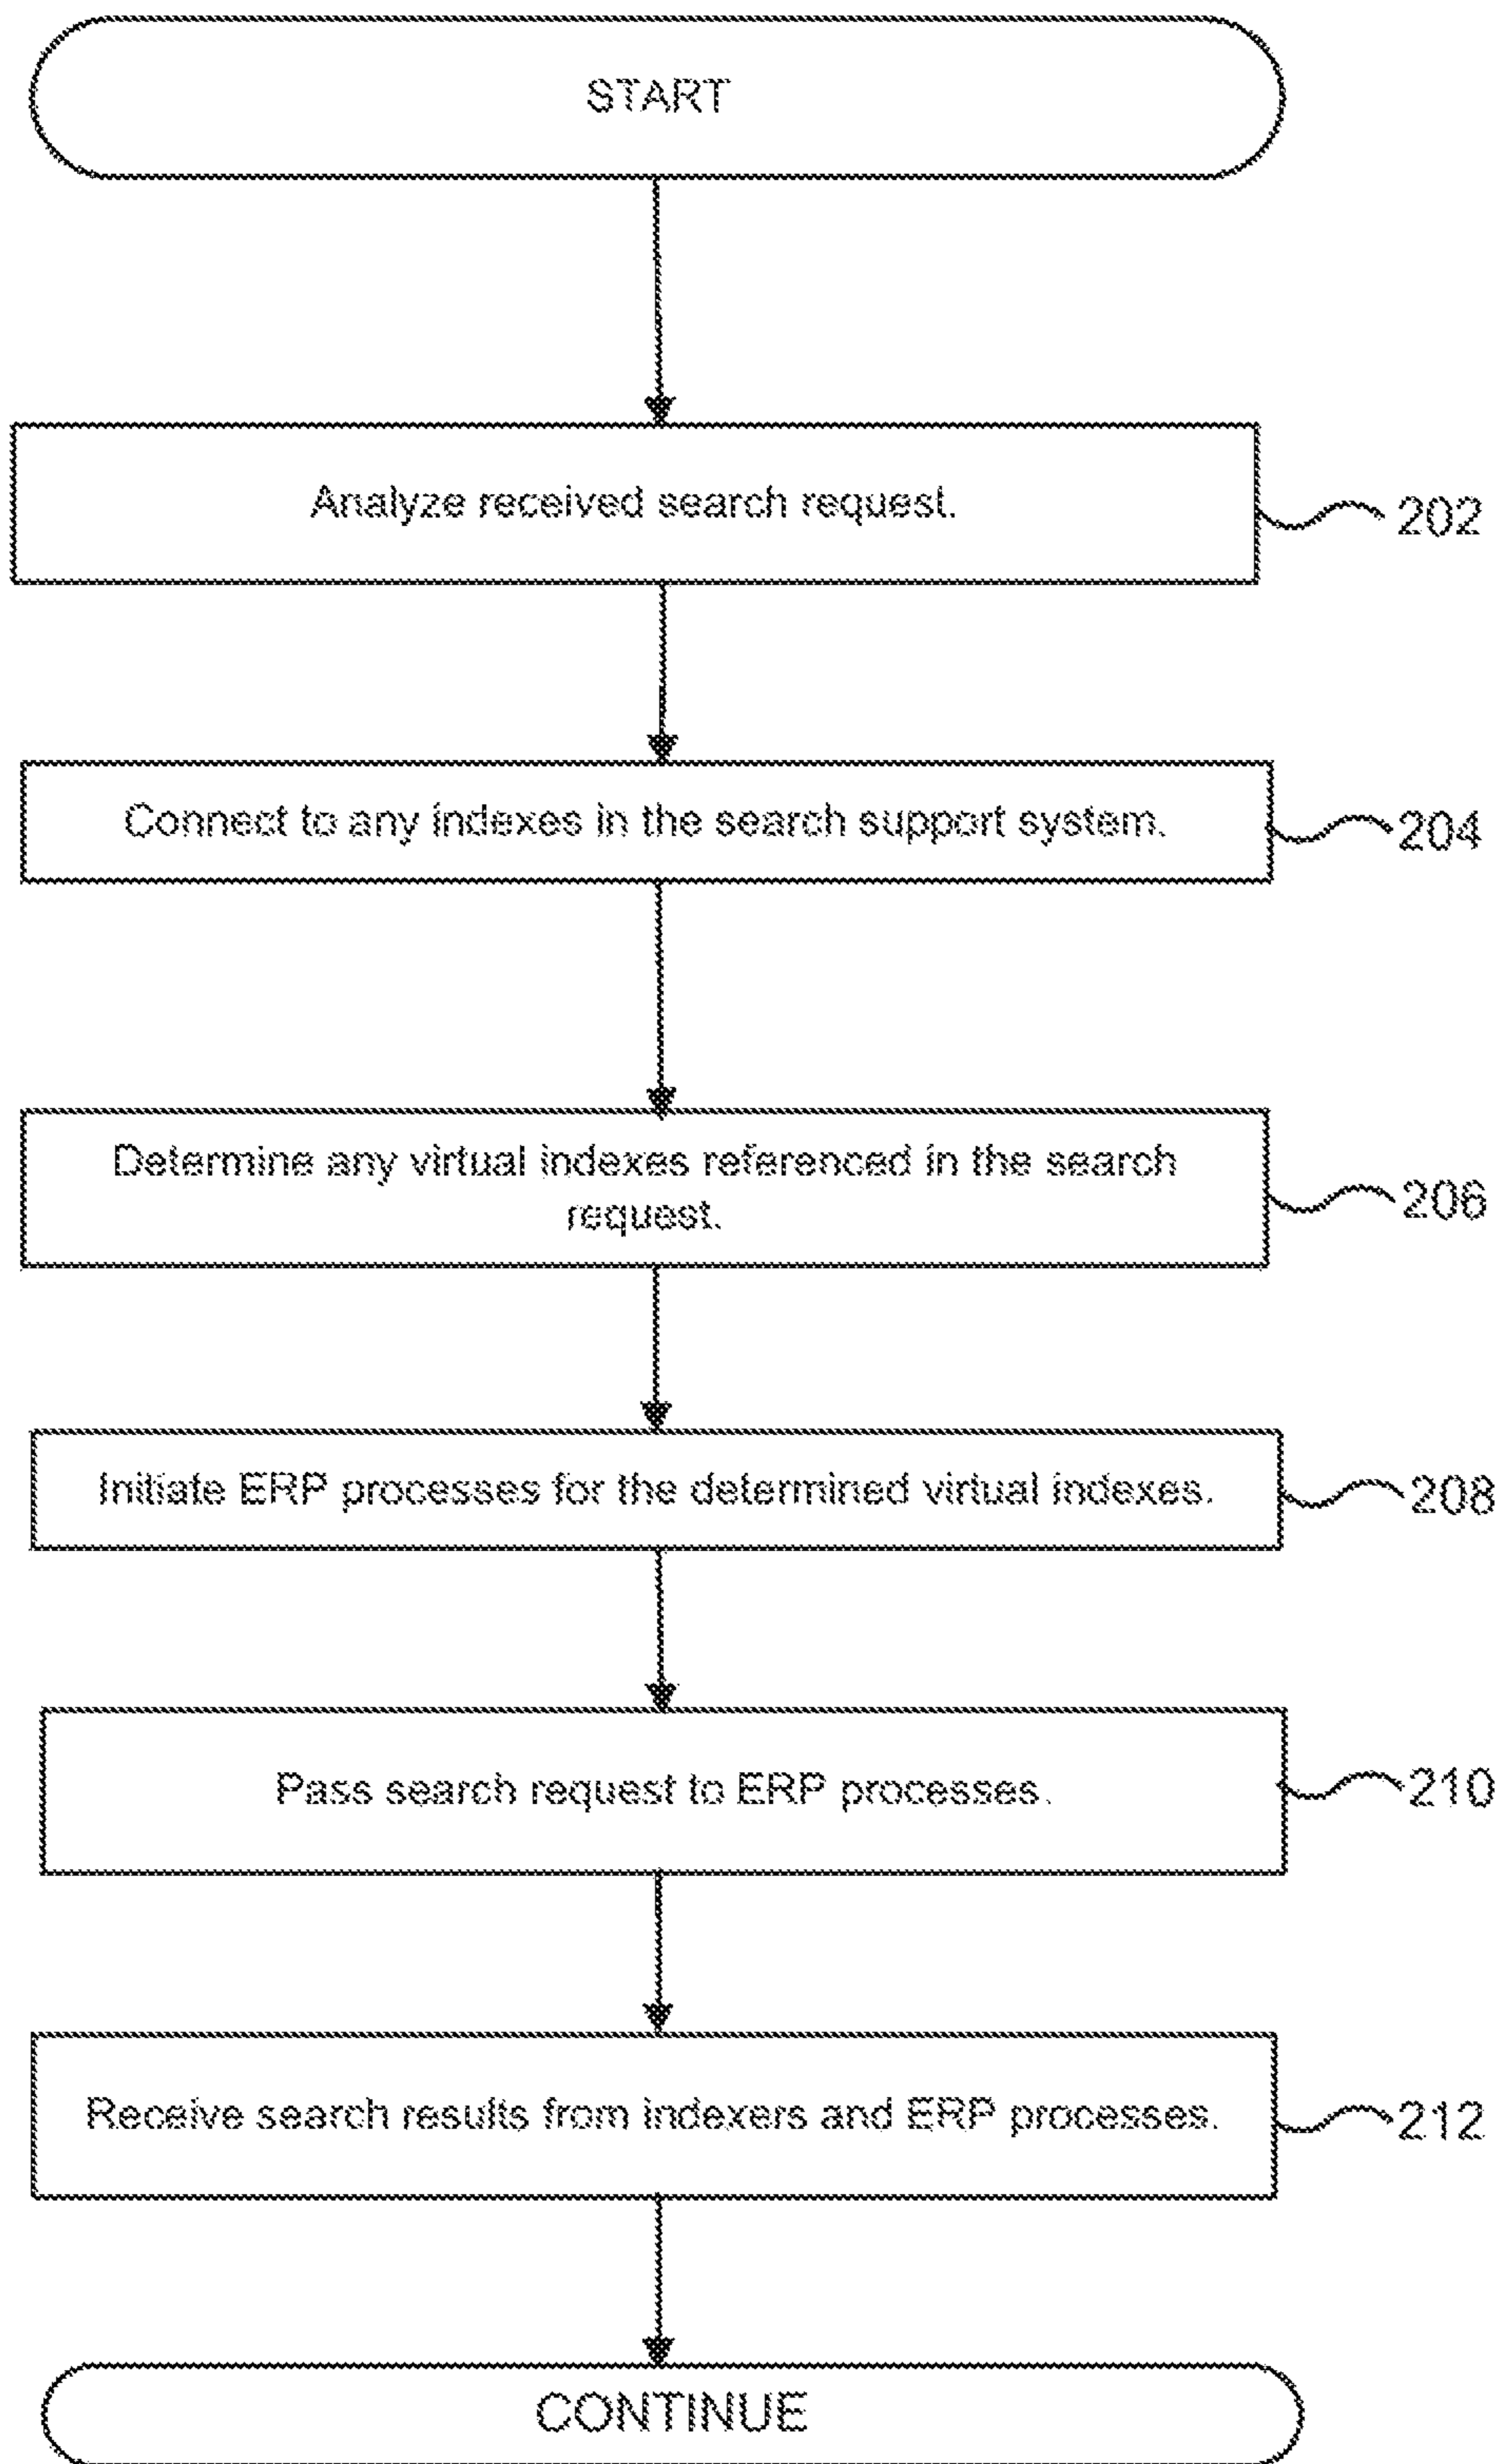 START
Analyze received search request.
202
Connect to any indexes in the search support system.
204
Determine any virtual indexes referenced in the search
request.
206
Initiate ERP processes for the determined virtual indexes.
208
Pass search request to ERP processes.
210
Receive search results from indexers and ERP processes.
212
CONTINUE